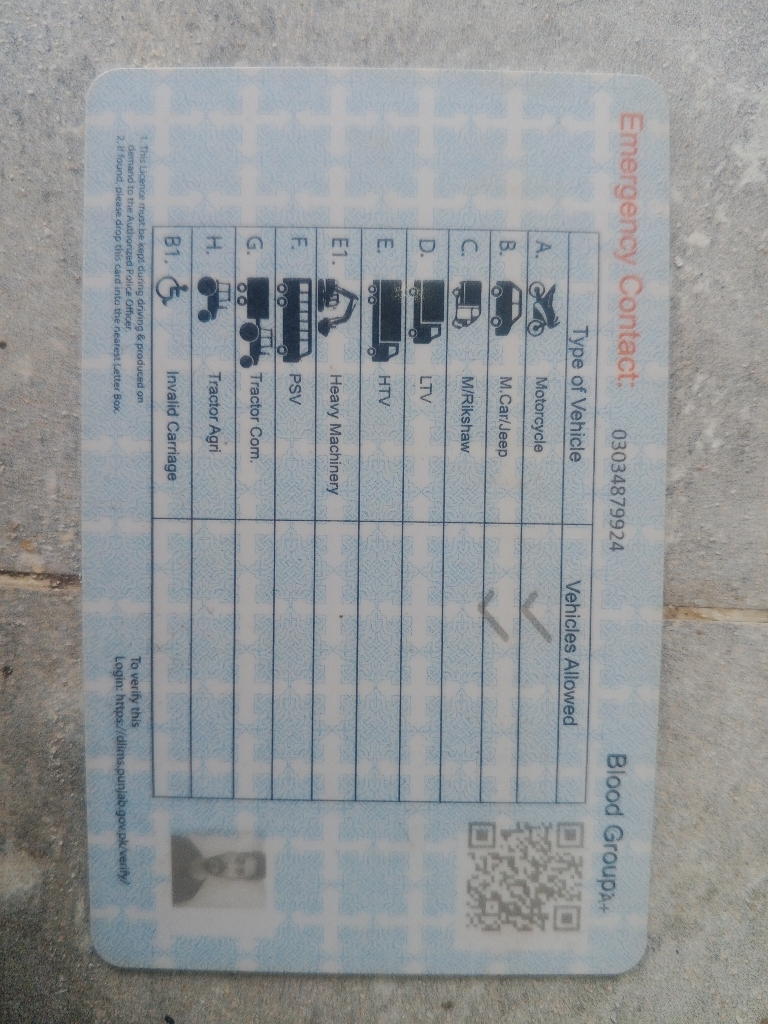 Emergency Contact: 03034879924 Blood Group: A+
Type of Vehicle Vehicles Allowed
A. Motorcycle ✓
B. M.Car/Jeep ✓
C. M/Rikshaw
D. LTV
E. HTV
E1. Heavy Machinery
F. PSV
G. Tractor Com.
H. Tractor Agri
B1. Invalid Carriage
1. This Licence must be kept during driving & produced on
demand to the Authorized Police Officer.
2. If found, please drop this card into the nearest Letter Box.
To verify this
Login: https://dlims.punjab.gov.pk/verify/